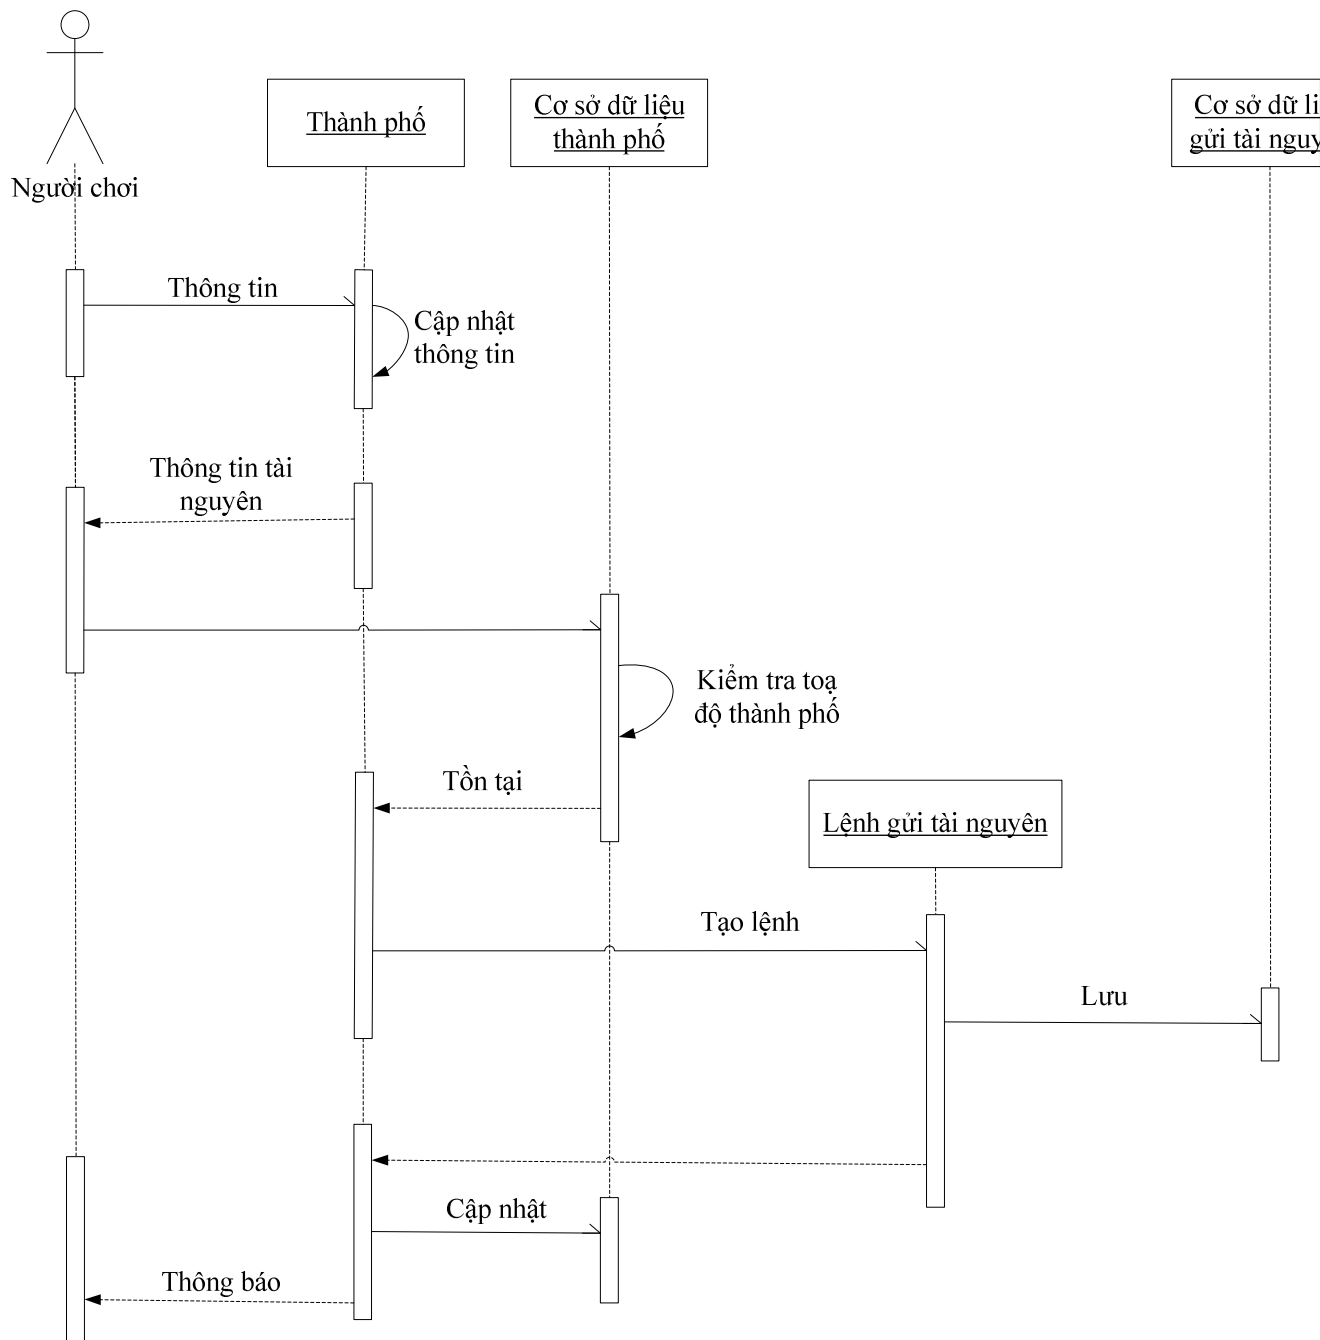 Người chơi
Thành phố
Cơ sở dữ liệu
thành phố
Cơ sở dữ
gửi tài
Thông tin
Cập nhật
thông tin
Thông tin tài
nguyên
Kiểm tra toạ
độ thành phố
Tồn tại
Lệnh gửi tài nguyên
Tạo lệnh
Lưu
Cập nhật
Thông báo